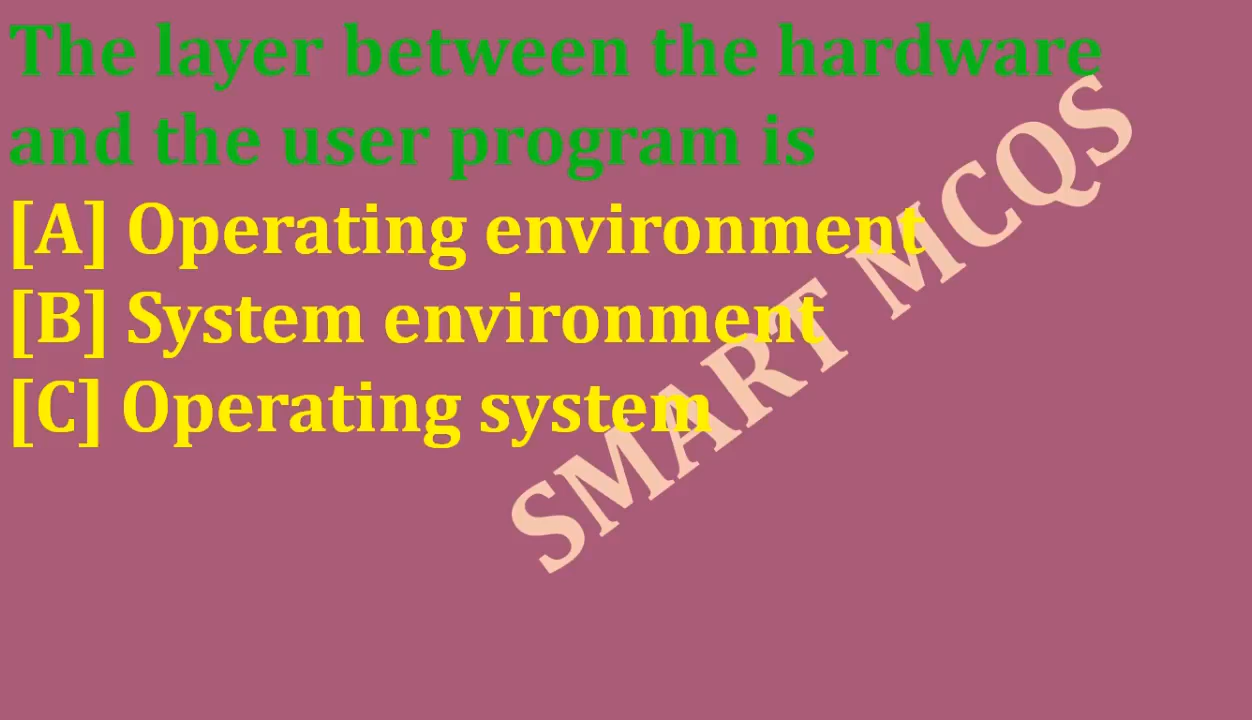 The layer between the hardware
and the user program is
[A] Operating environment
[B] System environment
[C] Operating system
SMART MCQS